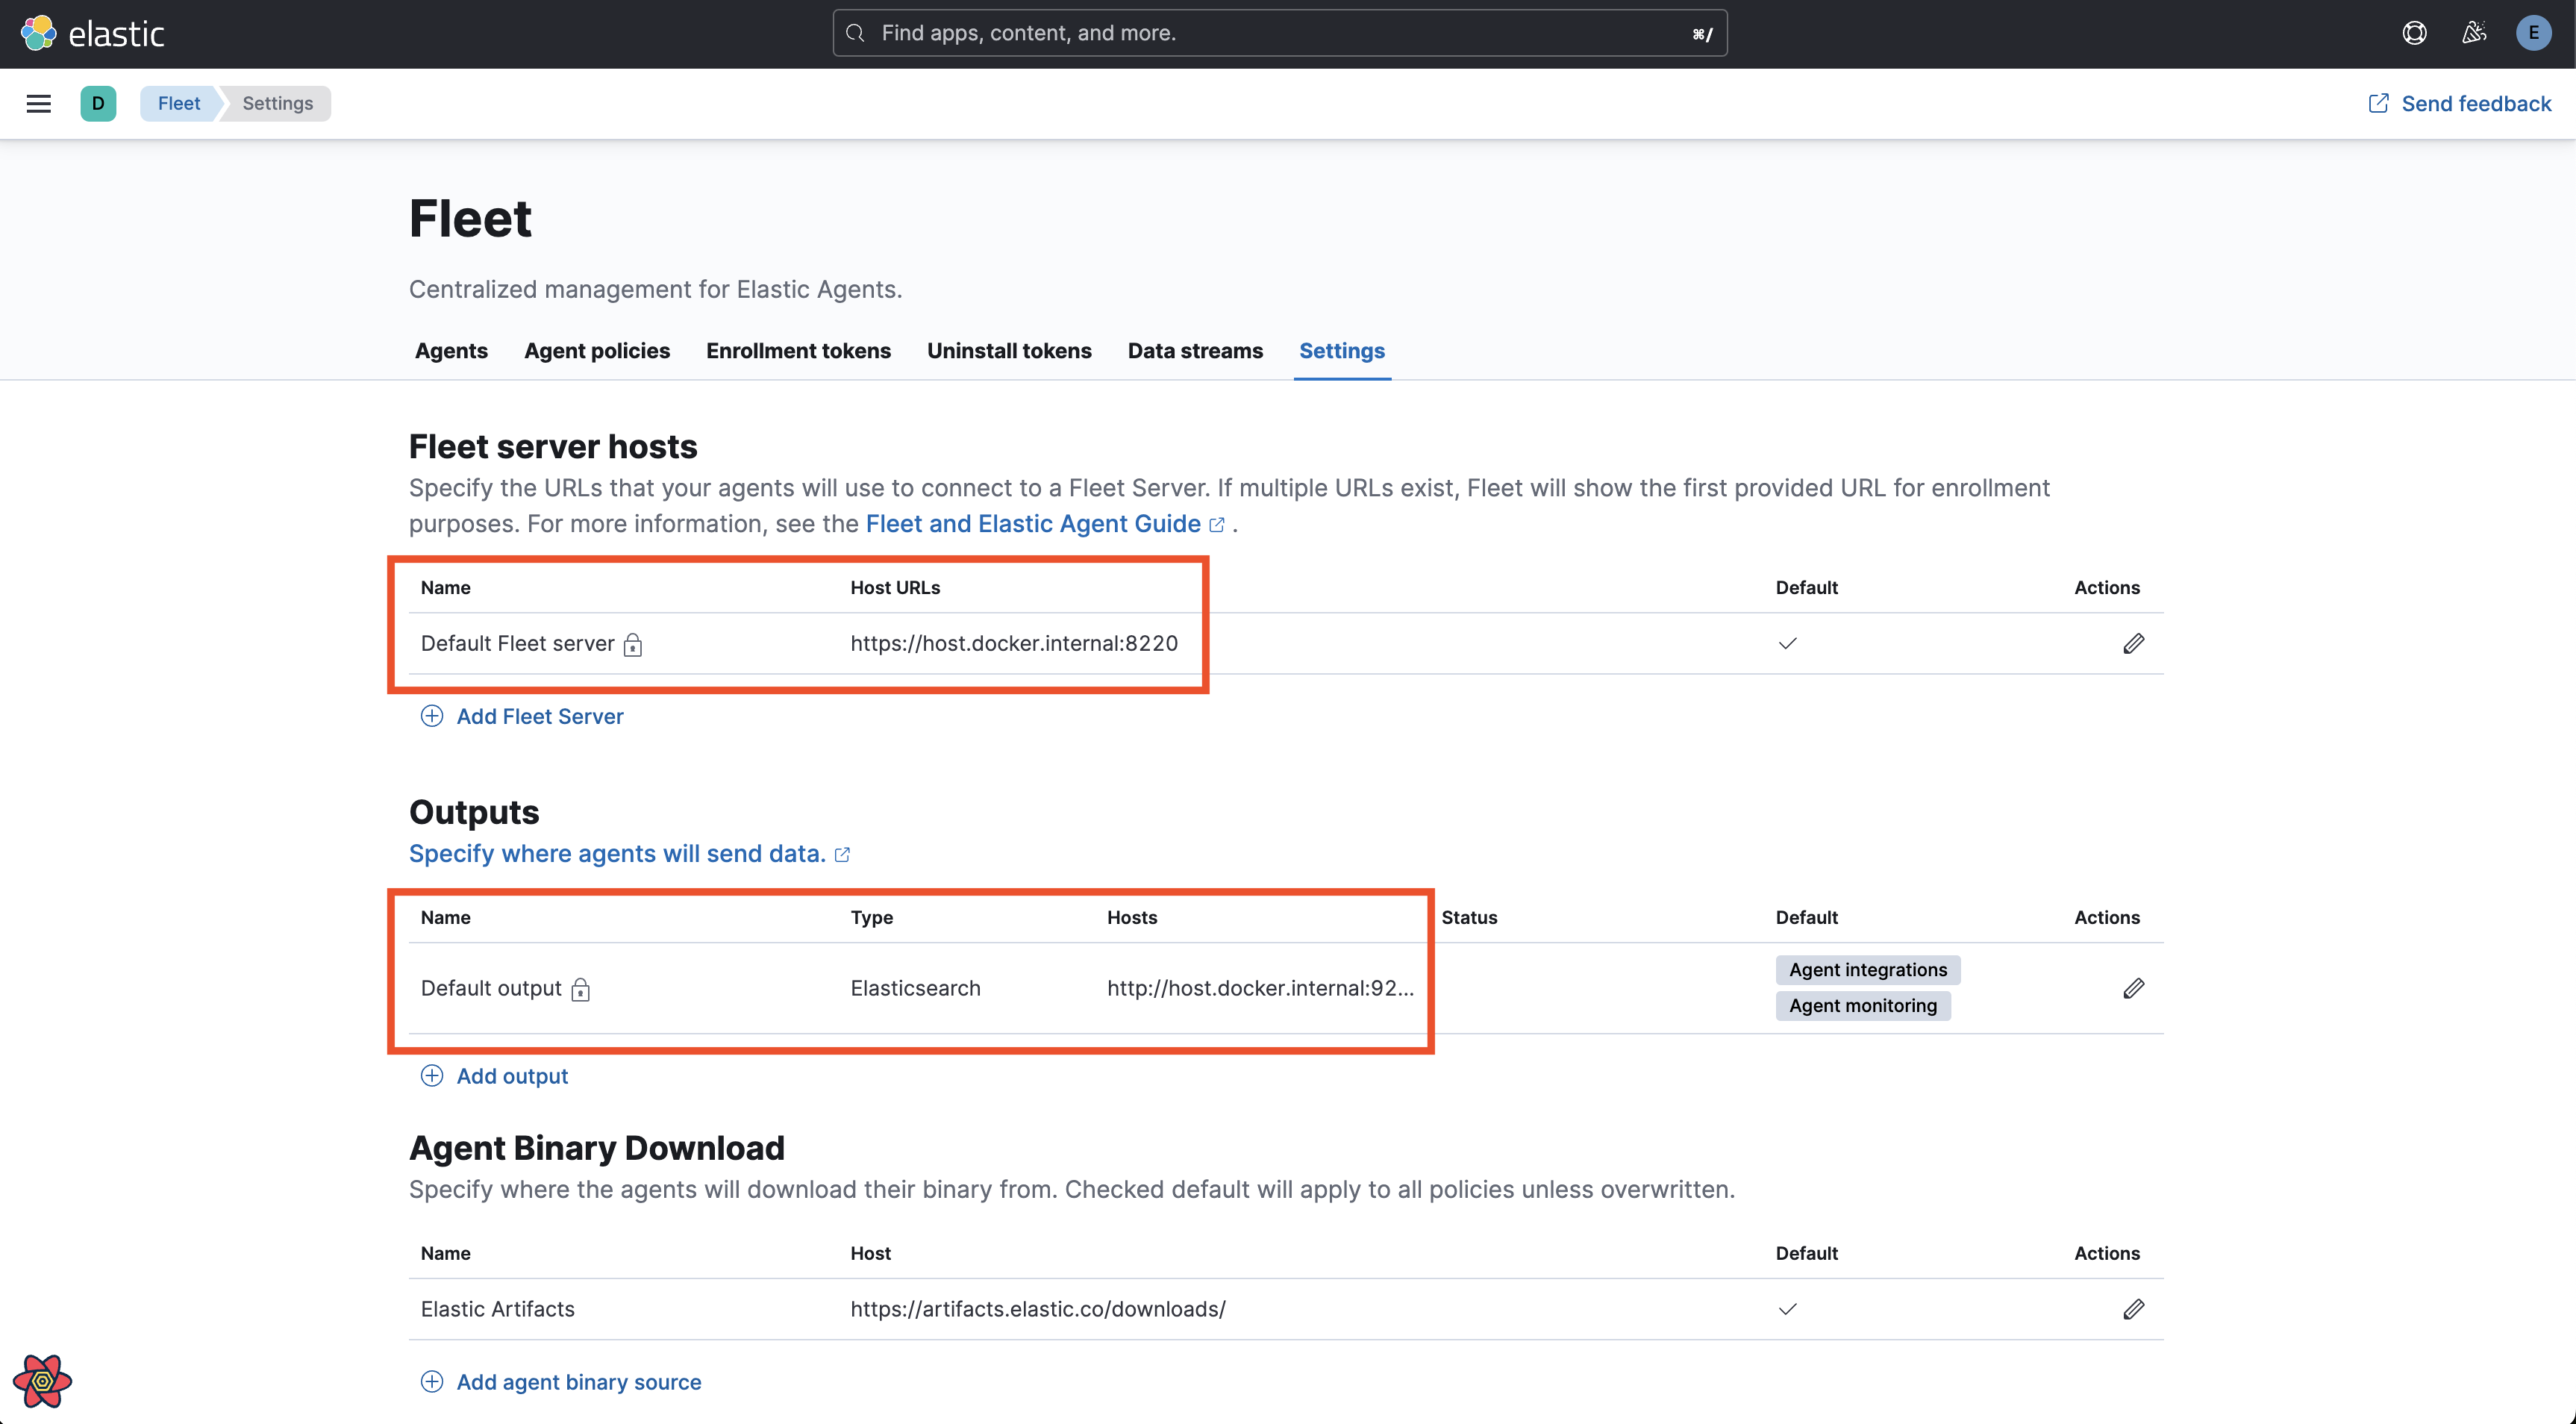 elastic
Find apps, content, and more.
⌘/
E
D
Fleet
Settings
Send feedback
Fleet
Centralized management for Elastic Agents.
Agents Agent policies Enrollment tokens Uninstall tokens Data streams Settings
Fleet server hosts
Specify the URLs that your agents will use to connect to a Fleet Server. If multiple URLs exist, Fleet will show the first provided URL for enrollment
purposes. For more information, see the Fleet and Elastic Agent Guide .
Name Host URLs Default Actions
Default Fleet server https://host.docker.internal:8220
Add Fleet Server
Outputs
Specify where agents will send data.
Name Type Hosts Status Default Actions
Default output Elasticsearch http://host.docker.internal:92... Agent integrations
Agent monitoring
Add output
Agent Binary Download
Specify where the agents will download their binary from. Checked default will apply to all policies unless overwritten.
Name Host Default Actions
Elastic Artifacts https://artifacts.elastic.co/downloads/
Add agent binary source